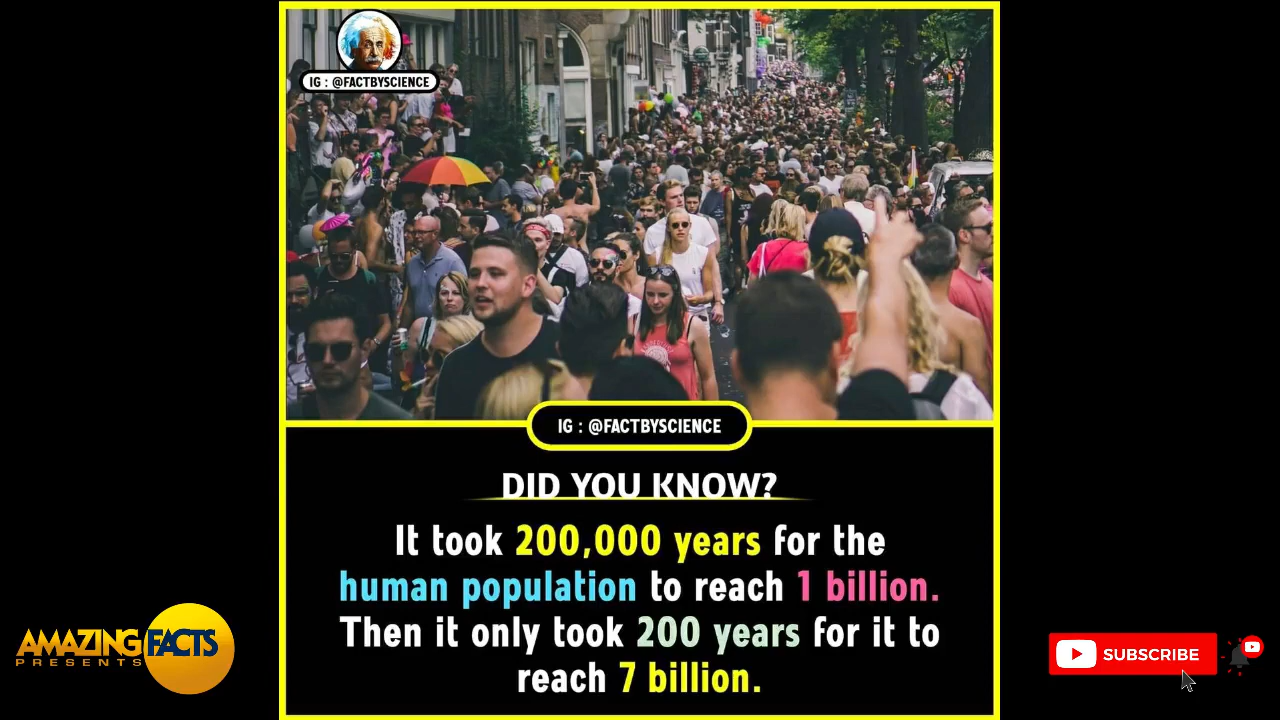 IG : @FACTBYSCIENCE
IG : @FACTBYSCIENCE
DID YOU KNOW?
It took 200,000 years for the
human population to reach 1 billion.
Then it only took 200 years for it to
reach 7 billion.
AMAZING FACTS
PRESENTS
SUBSCRIBE